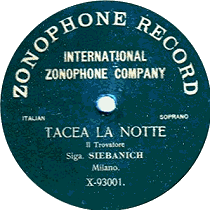 ZONOPHONE RECORD
INTERNATIONAL
ZONOPHONE COMPANY
ITALIAN SOPRANO
TACEA LA NOTTE
Il Trovatore
Siga. SIEBANICH
Milano.
X-93001.